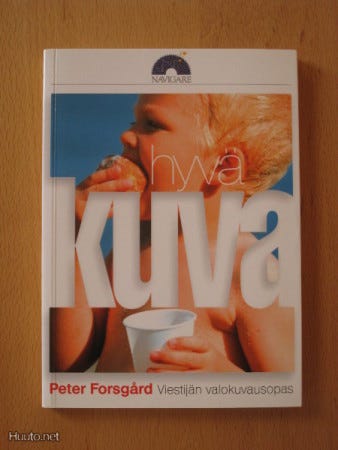 NAVIGARE
hyvä
kuva
Peter Forsgård Viestijän valokuvausopas
Huuto.net